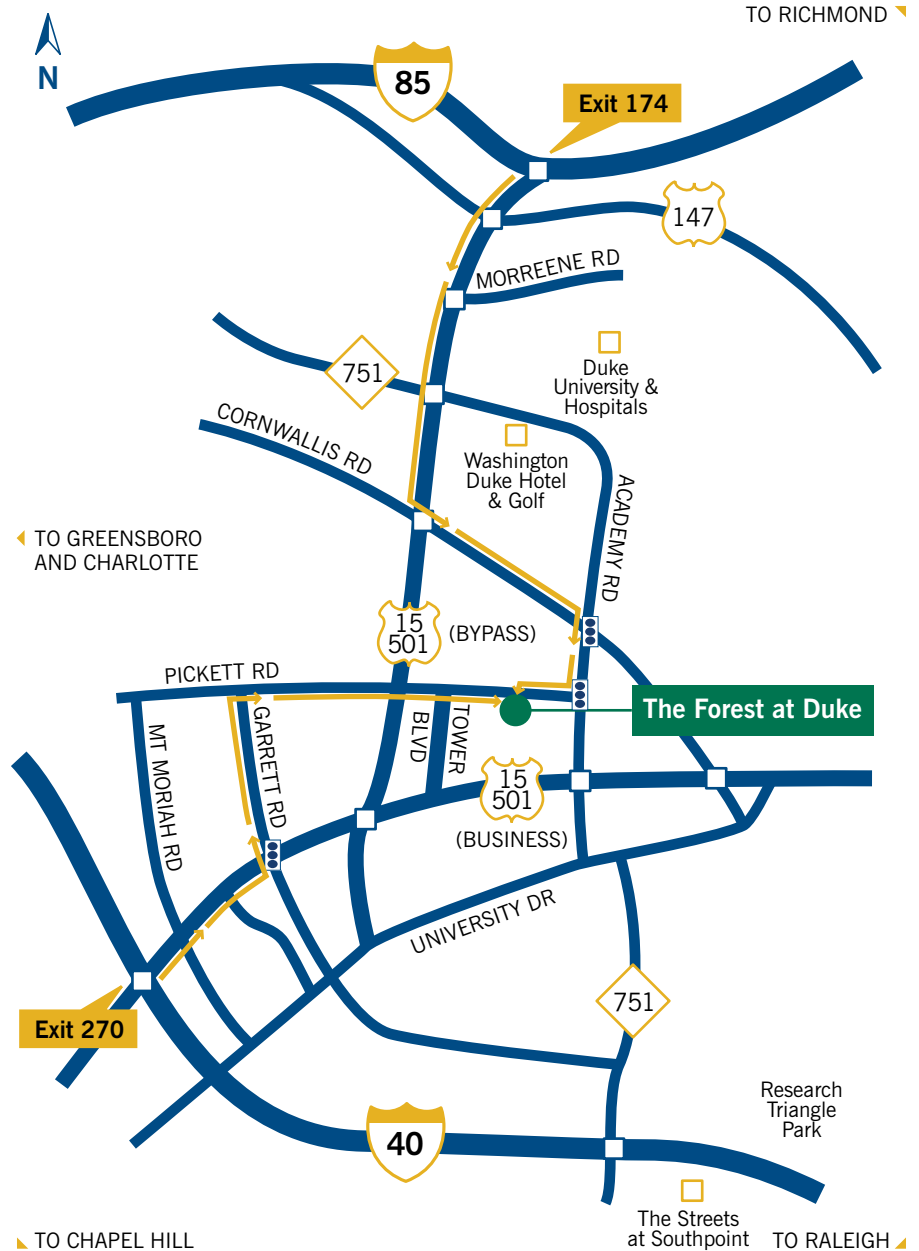 TO RICHMOND
N
85
Exit 174
147
MORREENE RD
751
Duke
University &
Hospitals
CORNWALLIS RD
Washington
Duke Hotel
& Golf
ACADEMY RD
TO GREENSBORO
AND CHARLOTTE
15
501
(BYPASS)
PICKETT RD
The Forest at Duke
MT MORIAH RD
GARRETT RD
TOWER
BLVD
15
501
(BUSINESS)
UNIVERSITY DR
751
Exit 270
40
Research
Triangle
Park
The Streets
at Southpoint
TO CHAPEL HILL
TO RALEIGH